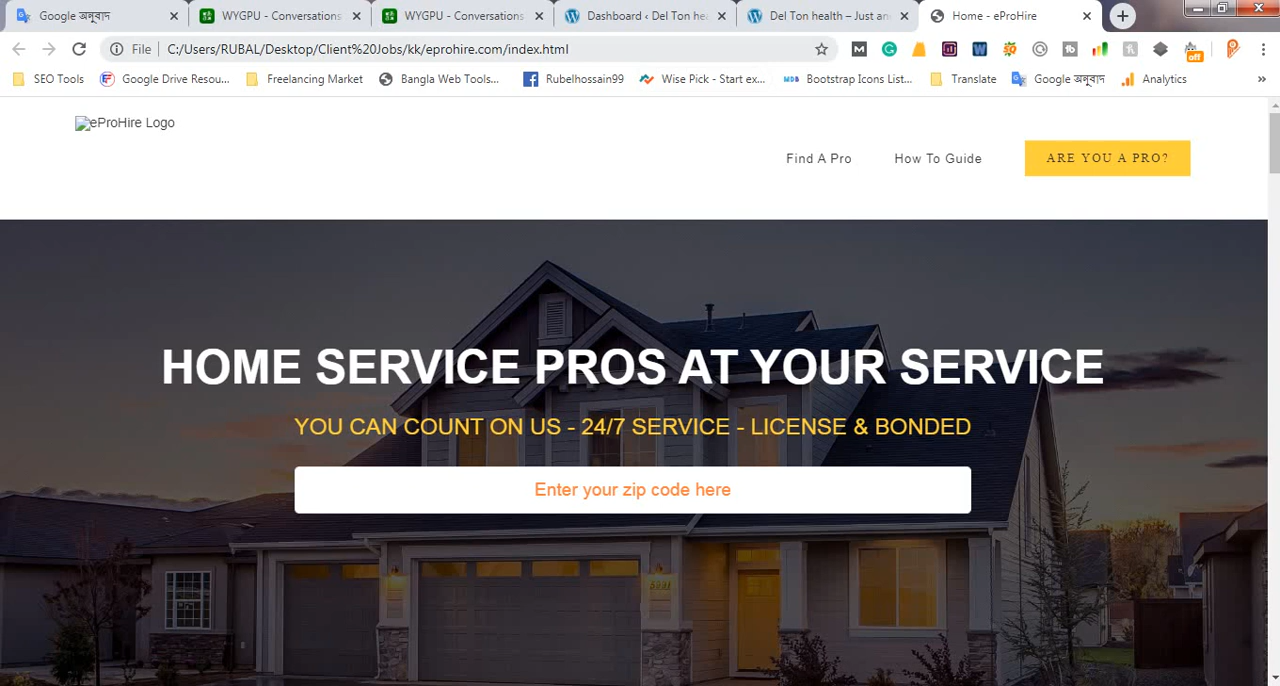 Google অনুবাদ
WYGPU - Conversations
WYGPU - Conversations
Dashboard ‹ Del Ton hea
Del Ton health – Just an
Home - eProHire
File
C:/Users/RUBAL/Desktop/Client%20Jobs/kk/eprohire.com/index.html
off
SEO Tools
Google Drive Resou...
Freelancing Market
Bangla Web Tools...
Rubelhossain99
Wise Pick - Start ex...
MDB
Bootstrap Icons List...
Translate
Google অনুবাদ
Analytics
»
eProHire Logo
Find A Pro
How To Guide
ARE YOU A PRO?
HOME SERVICE PROS AT YOUR SERVICE
YOU CAN COUNT ON US - 24/7 SERVICE - LICENSE & BONDED
Enter your zip code here